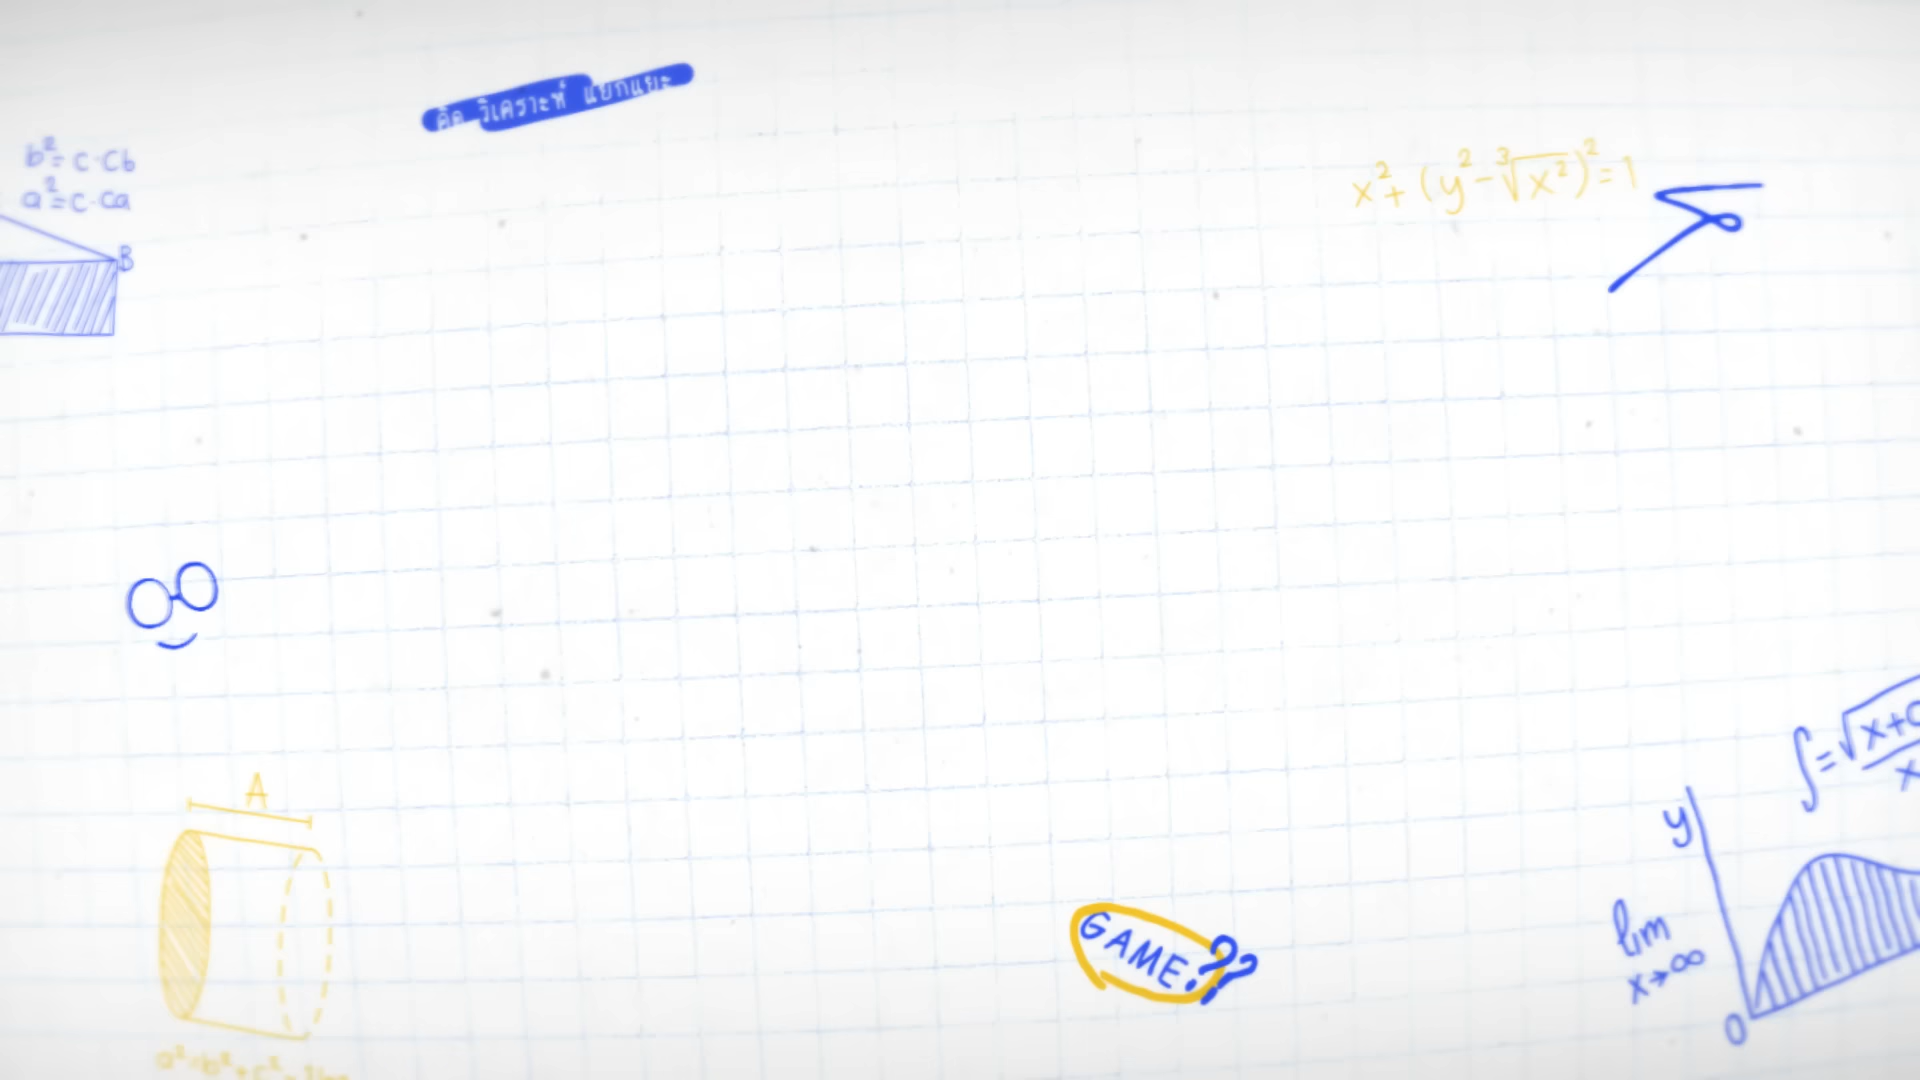 คิด วิเคราะห์ แยกแยะ
b²= c·cb
a²=c·ca
B
x²+ (y²-∛x²)²=1
A
∫=√x+
x
y
lim
x→∞
0
GAME??